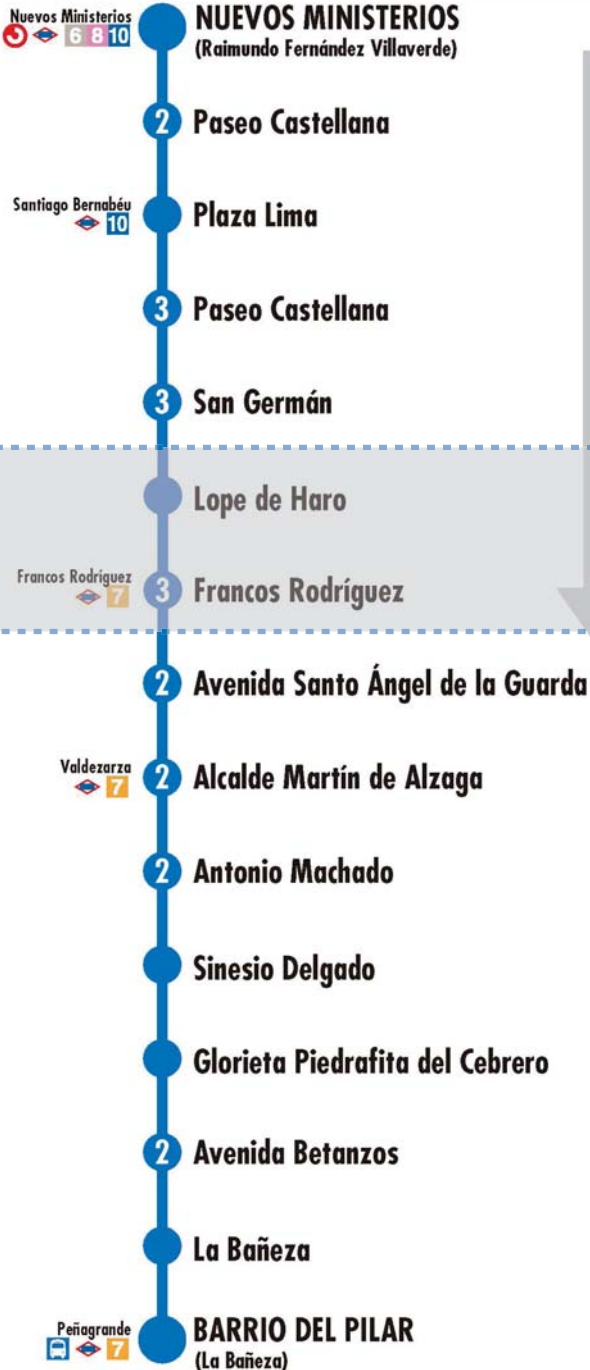 Nuevos Ministerios
6 8 10
NUEVOS MINISTERIOS
(Raimundo Fernández Villaverde)
2 Paseo Castellana
Santiago Bernabéu
10
Plaza Lima
3 Paseo Castellana
3 San Germán
Lope de Haro
Francos Rodríguez
7
3 Francos Rodríguez
2 Avenida Santo Ángel de la Guarda
Valdezarza
7
2 Alcalde Martín de Alzaga
2 Antonio Machado
Sinesio Delgado
Glorieta Piedrafita del Cebrero
2 Avenida Betanzos
La Bañeza
Peñagrande
7
BARRIO DEL PILAR
(La Bañeza)